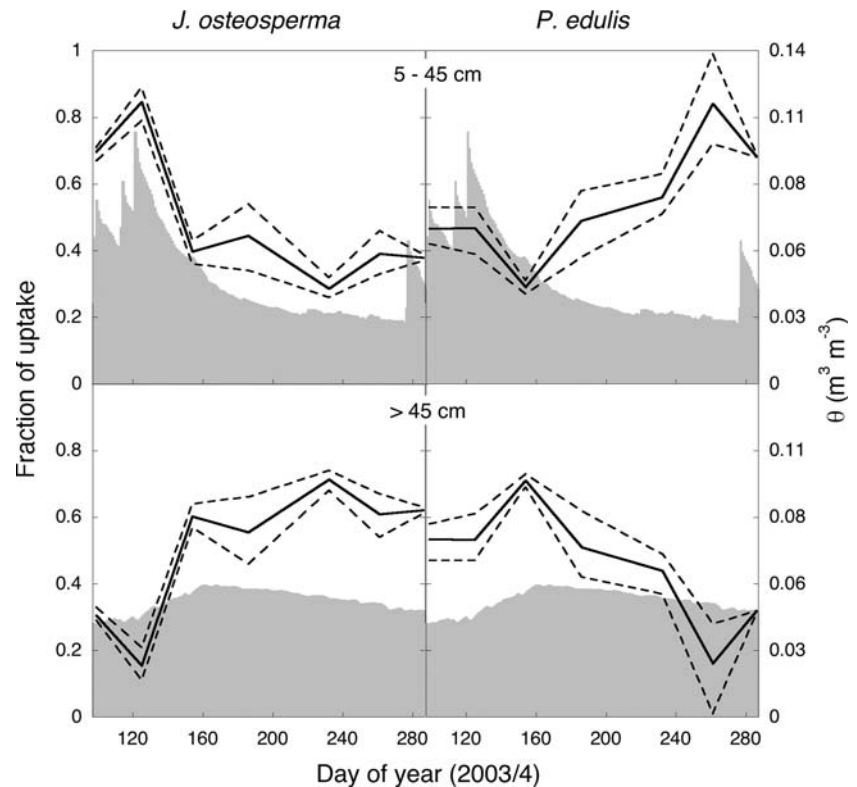 J. osteosperma P. edulis
5 - 45 cm
1 0.14
0.8 0.11
0.6 0.08
0.4 0.06
0.2 0.03
0 0
> 45 cm
0.8 0.11
0.6 0.08
0.4 0.06
0.2 0.03
0 0
120 160 200 240 280 120 160 200 240 280
Day of year (2003/4)
Fraction of uptake
θ (m³ m⁻³)